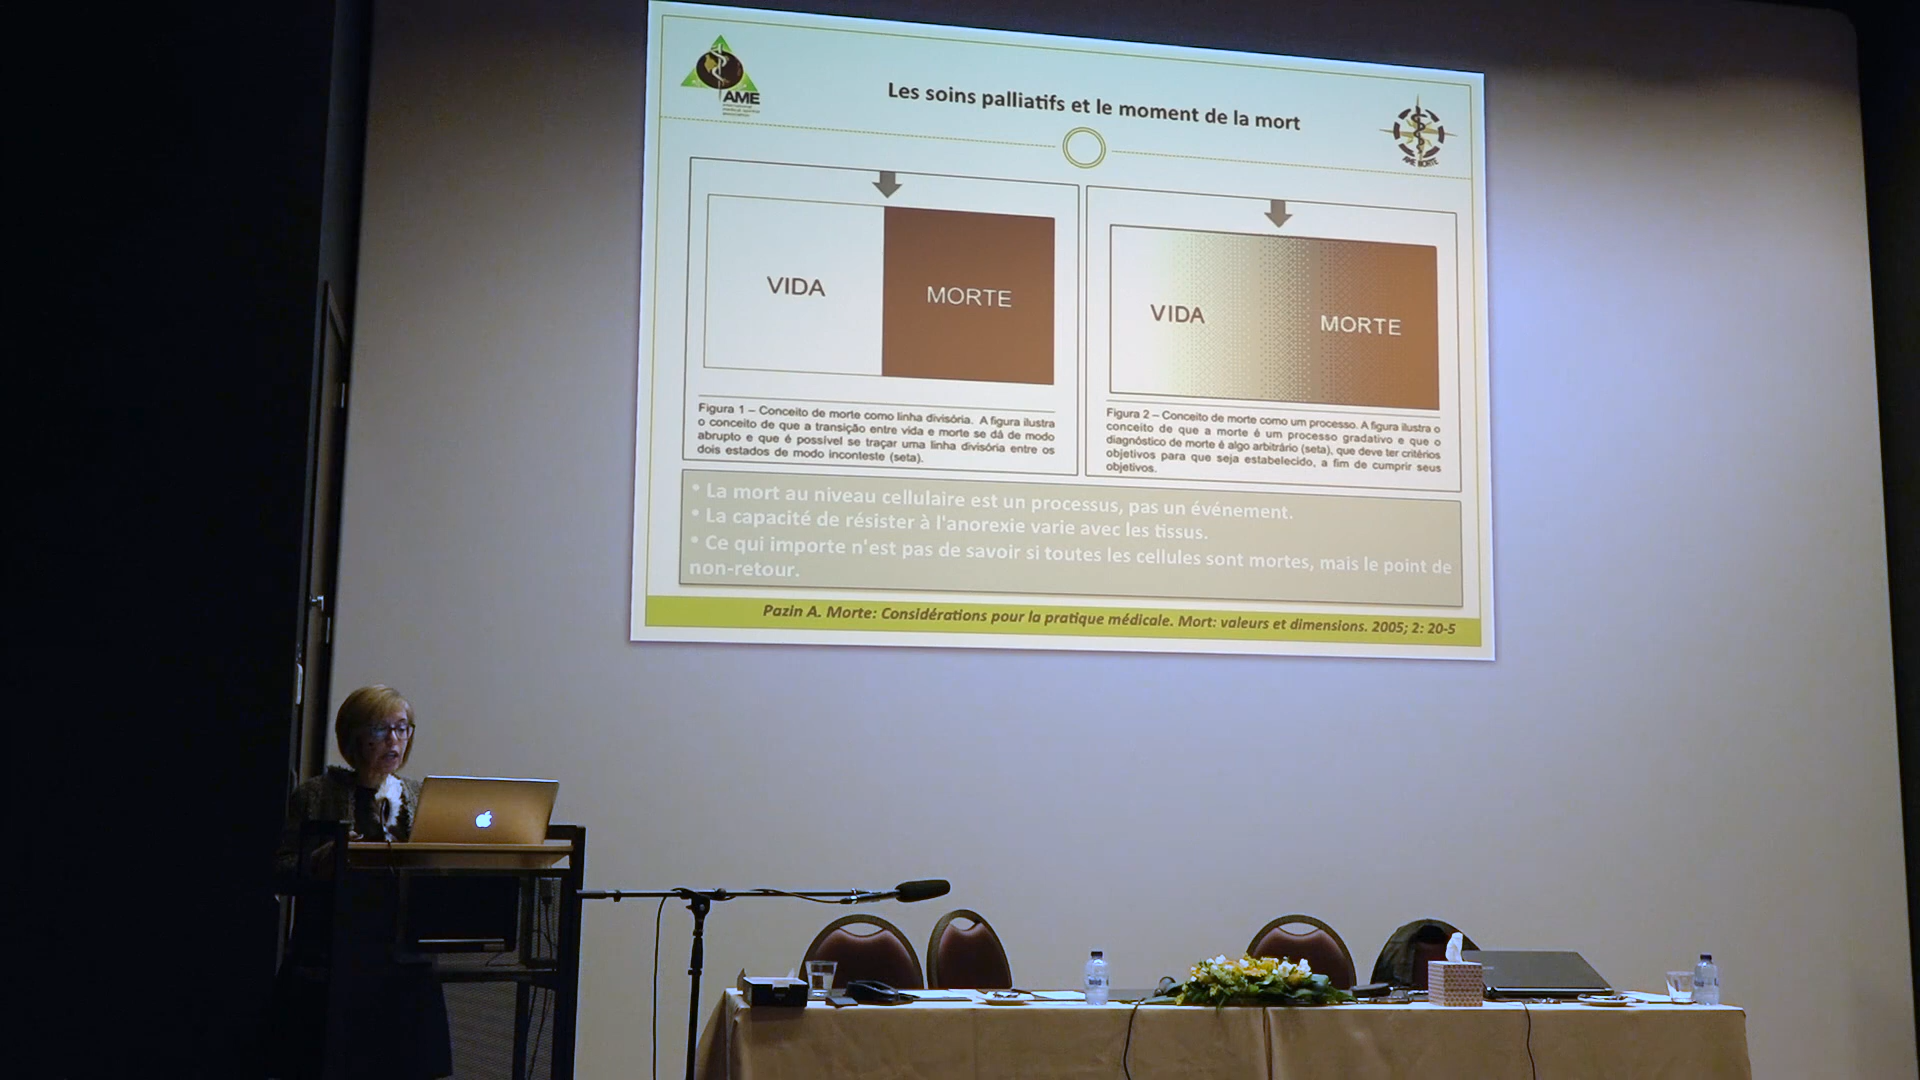 AME
Les soins palliatifs et le moment de la mort
AME NORTE
VIDA
MORTE
Figura 1 – Conceito de morte como linha divisória. A figura ilustra
o conceito de que a transição entre vida e morte se dá de modo
abrupto e que é possível se traçar uma linha divisória entre os
dois estados de modo inconteste (seta).
VIDA
MORTE
Figura 2 – Conceito de morte como um processo. A figura ilustra o
conceito de que a morte é um processo gradativo e que o
diagnóstico de morte é algo arbitrário (seta), que deve ter critérios
objetivos para que seja estabelecido, a fim de cumprir seus
objetivos.
• La mort au niveau cellulaire est un processus, pas un événement.
• La capacité de résister à l'anorexie varie avec les tissus.
• Ce qui importe n'est pas de savoir si toutes les cellules sont mortes, mais le point de
non-retour.
Pazin A. Morte: Considérations pour la pratique médicale. Mort: valeurs et dimensions. 2005; 2: 20-5